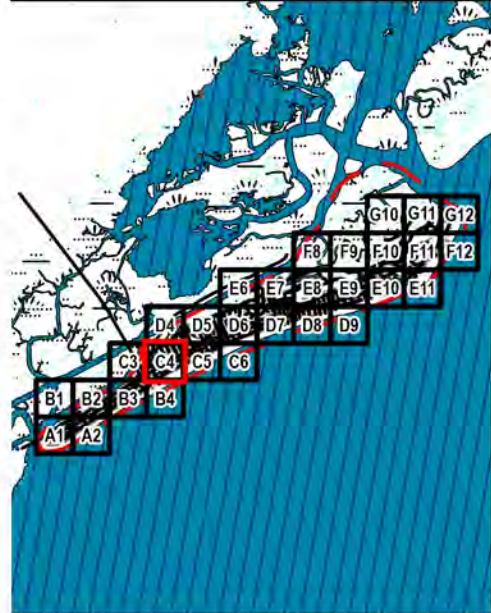 G10 G11 G12
F8 F9 F10 F11 F12
E6 E7 E8 E9 E10 E11
D4 D5 D6 D7 D8 D9
C3 C4 C5 C6
B1 B2 B3 B4
A1 A2